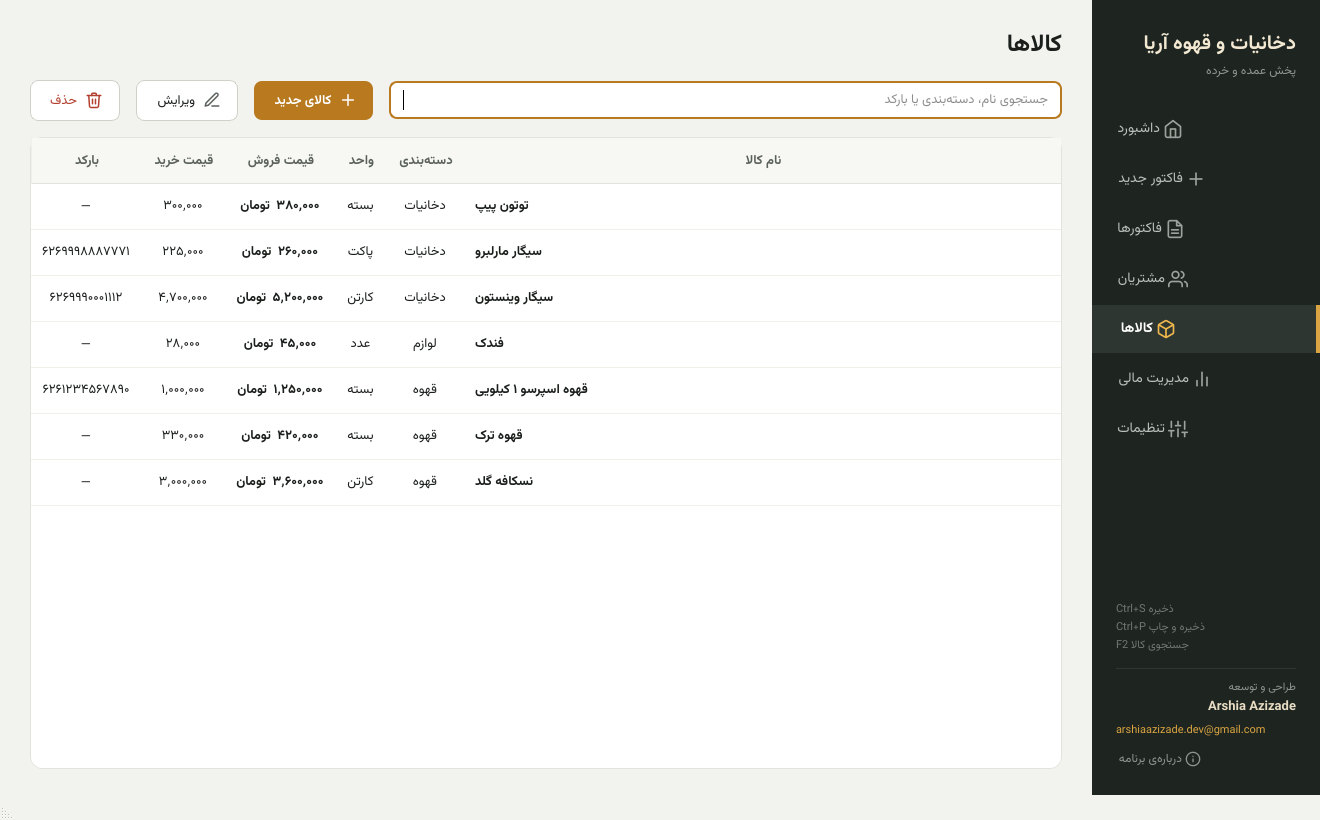 دخانیات و قهوه آریا
پخش عمده و خرده
داشبورد
فاکتور جدید
فاکتورها
مشتریان
کالاها
مدیریت مالی
تنظیمات
ذخیره Ctrl+S
ذخیره و چاپ Ctrl+P
جستجوی کالا F2
طراحی و توسعه
Arshia Azizade
arshiaazizade.dev@gmail.com
درباره‌ی برنامه
کالاها
جستجوی نام، دسته‌بندی یا بارکد
کالای جدید
ویرایش
حذف
نام کالا دسته‌بندی واحد قیمت فروش قیمت خرید بارکد
توتون پیپ دخانیات بسته ۳۸۰,۰۰۰ تومان ۳۰۰,۰۰۰ —
سیگار مارلبرو دخانیات پاکت ۲۶۰,۰۰۰ تومان ۲۲۵,۰۰۰ ۶۲۶۹۹۹۸۸۸۷۷۷۱
سیگار وینستون دخانیات کارتن ۵,۲۰۰,۰۰۰ تومان ۴,۷۰۰,۰۰۰ ۶۲۶۹۹۹۰۰۰۱۱۱۲
فندک لوازم عدد ۴۵,۰۰۰ تومان ۲۸,۰۰۰ —
قهوه اسپرسو ۱ کیلویی قهوه بسته ۱,۲۵۰,۰۰۰ تومان ۱,۰۰۰,۰۰۰ ۶۲۶۱۲۳۴۵۶۷۸۹۰
قهوه ترک قهوه بسته ۴۲۰,۰۰۰ تومان ۳۳۰,۰۰۰ —
نسکافه گلد قهوه کارتن ۳,۶۰۰,۰۰۰ تومان ۳,۰۰۰,۰۰۰ —